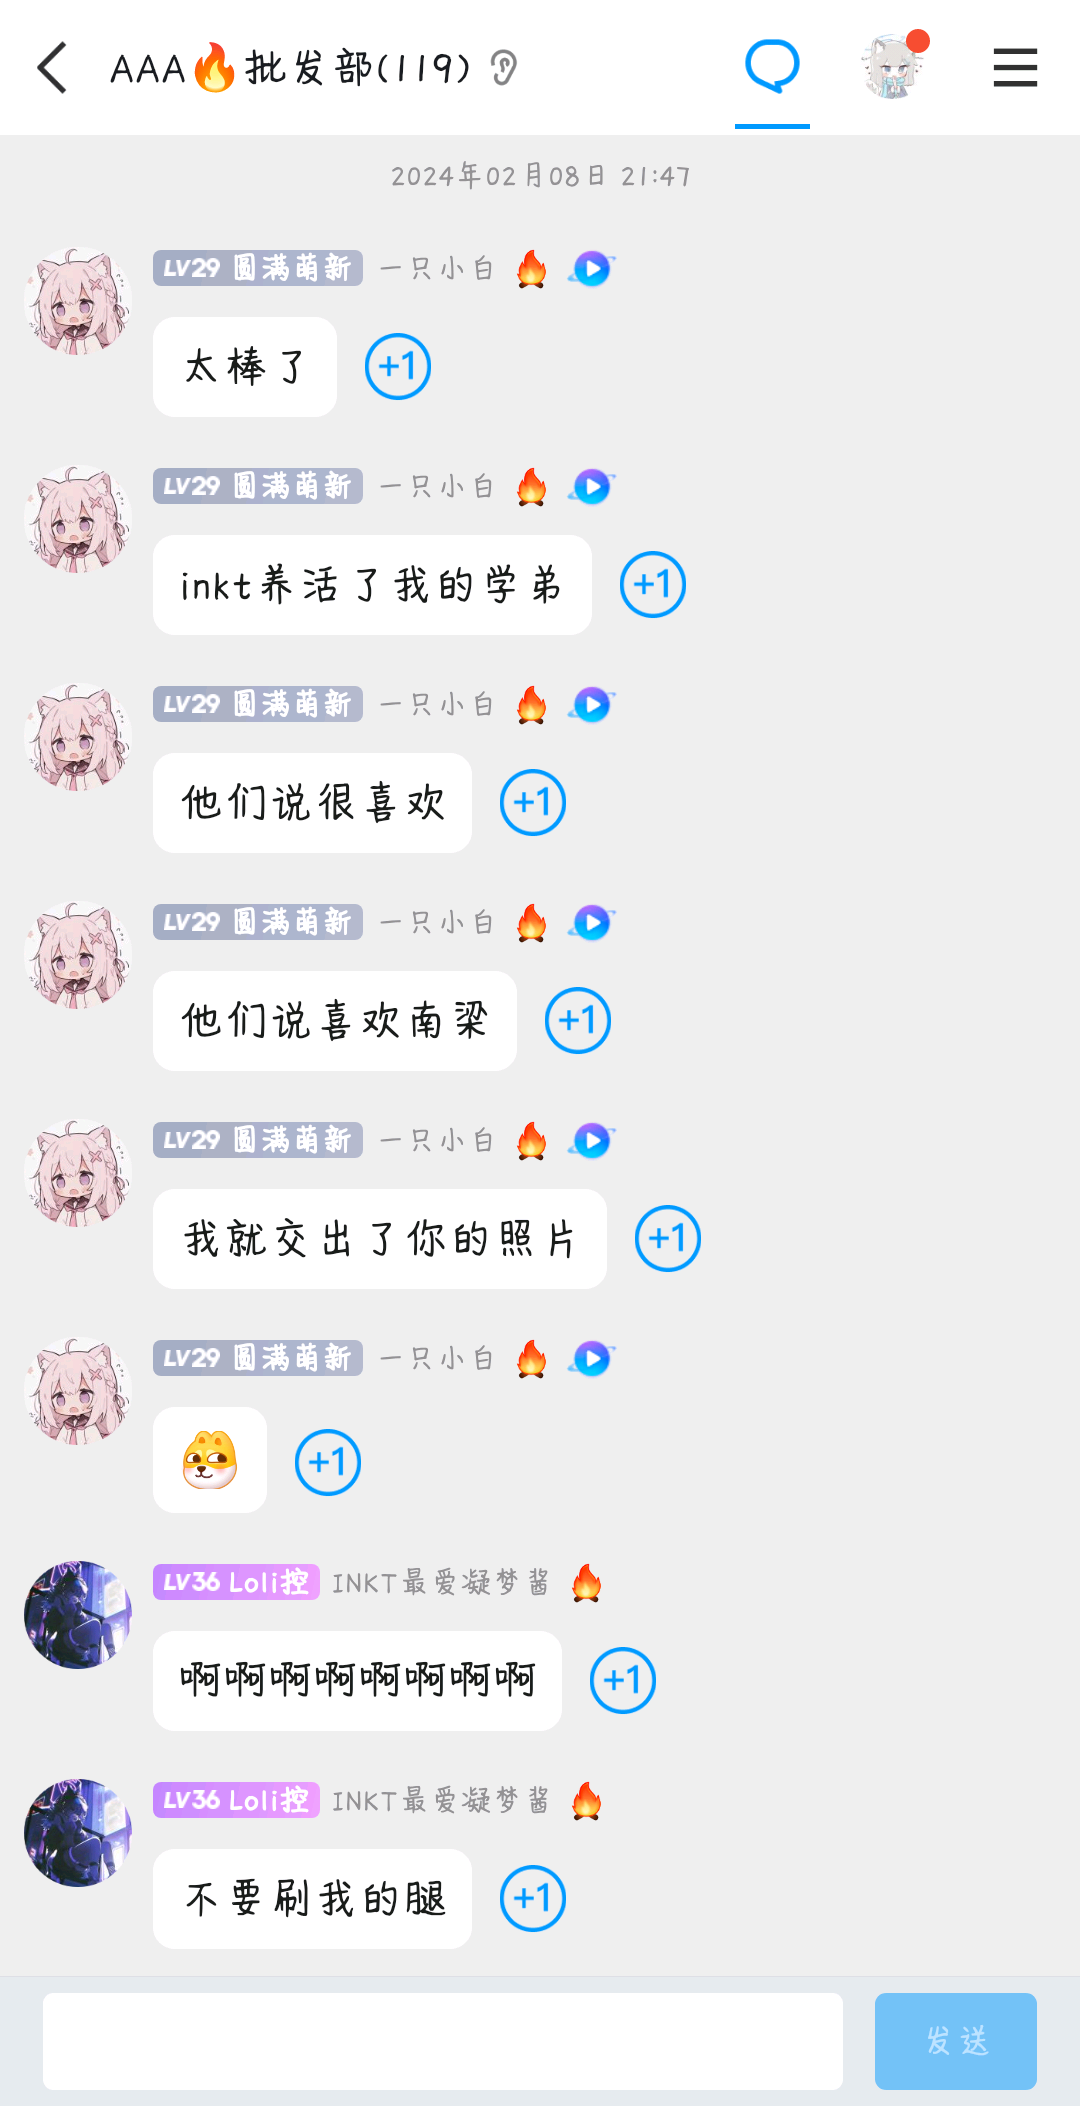 AAA🔥批发部(119)
2024年02月08日 21:47
LV29 圆满萌新 一只小白
太棒了
+1
LV29 圆满萌新 一只小白
inkt养活了我的学弟
+1
LV29 圆满萌新 一只小白
他们说很喜欢
+1
LV29 圆满萌新 一只小白
他们说喜欢南梁
+1
LV29 圆满萌新 一只小白
我就交出了你的照片
+1
LV29 圆满萌新 一只小白
+1
LV36 Loli控 INKT最爱凝梦酱
啊啊啊啊啊啊啊啊
+1
LV36 Loli控 INKT最爱凝梦酱
不要刷我的腿
+1
发送